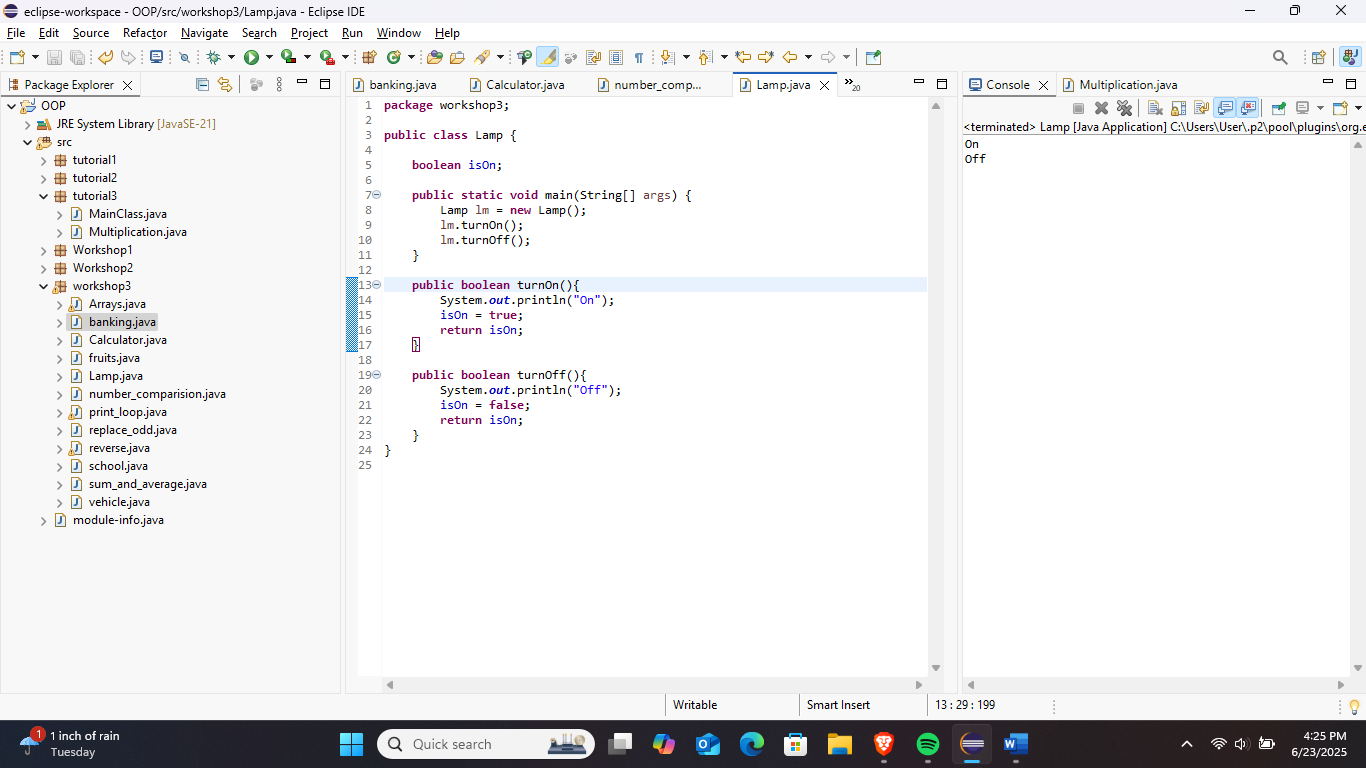 eclipse-workspace - OOP/src/workshop3/Lamp.java - Eclipse IDE
File Edit Source Refactor Navigate Search Project Run Window Help
Package Explorer
OOP
JRE System Library [JavaSE-21]
src
tutorial1
tutorial2
tutorial3
MainClass.java
Multiplication.java
Workshop1
Workshop2
workshop3
Arrays.java
banking.java
Calculator.java
fruits.java
Lamp.java
number_comparision.java
print_loop.java
replace_odd.java
reverse.java
school.java
sum_and_average.java
vehicle.java
module-info.java
banking.java Calculator.java number_comp... Lamp.java »20
1 package workshop3;
2
3 public class Lamp {
4
5 boolean isOn;
6
7 public static void main(String[] args) {
8 Lamp lm = new Lamp();
9 lm.turnOn();
10 lm.turnOff();
11 }
12
13 public boolean turnOn(){
14 System.out.println("On");
15 isOn = true;
16 return isOn;
17 }
18
19 public boolean turnOff(){
20 System.out.println("Off");
21 isOn = false;
22 return isOn;
23 }
24 }
25
Console Multiplication.java
<terminated> Lamp [Java Application] C:\Users\User\.p2\pool\plugins\org.e
On
Off
Writable Smart Insert 13 : 29 : 199
1
1 inch of rain
Tuesday
Quick search
4:25 PM
6/23/2025